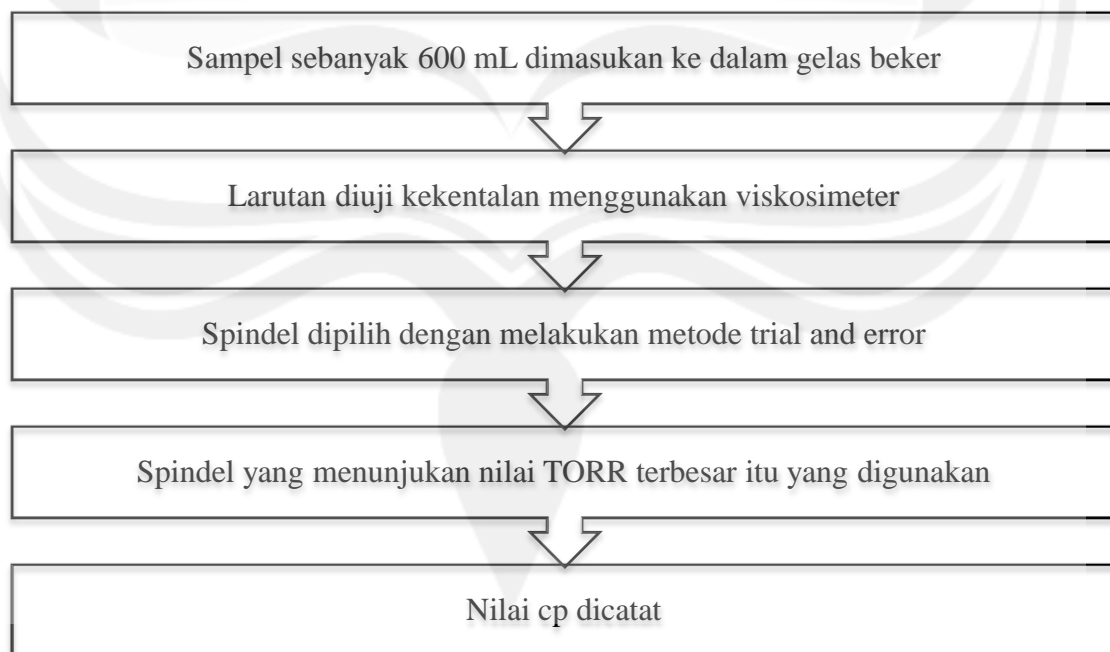 Sampel sebanyak 600 mL dimasukan ke dalam gelas beker
Larutan diuji kekentalan menggunakan viskosimeter
Spindel dipilih dengan melakukan metode trial and error
Spindel yang menunjukan nilai TORR terbesar itu yang digunakan
Nilai cp dicatat